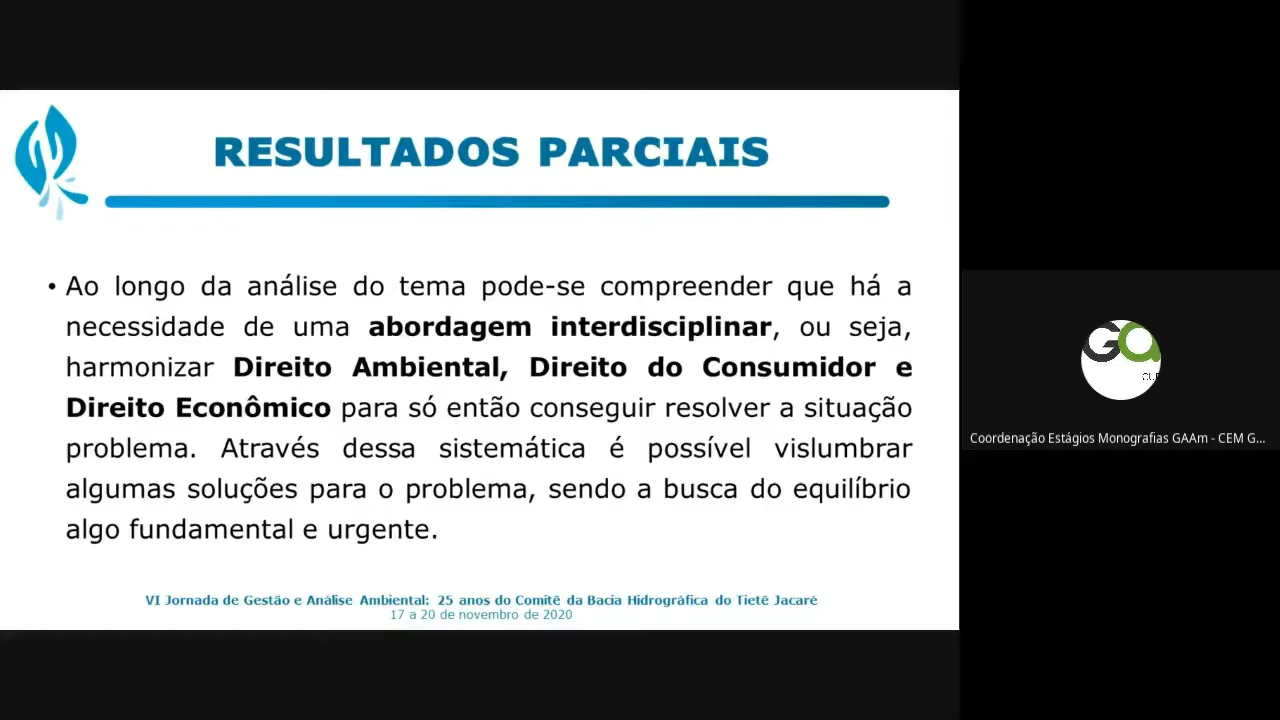 RESULTADOS PARCIAIS
• Ao longo da análise do tema pode-se compreender que há a
necessidade de uma abordagem interdisciplinar, ou seja,
harmonizar Direito Ambiental, Direito do Consumidor e
Direito Econômico para só então conseguir resolver a situação
problema. Através dessa sistemática é possível vislumbrar
algumas soluções para o problema, sendo a busca do equilíbrio
algo fundamental e urgente.
VI Jornada de Gestão e Análise Ambiental: 25 anos do Comitê da Bacia Hidrográfica do Tietê Jacaré
17 a 20 de novembro de 2020
Coordenação Estágios Monografias GAAm - CEM G...